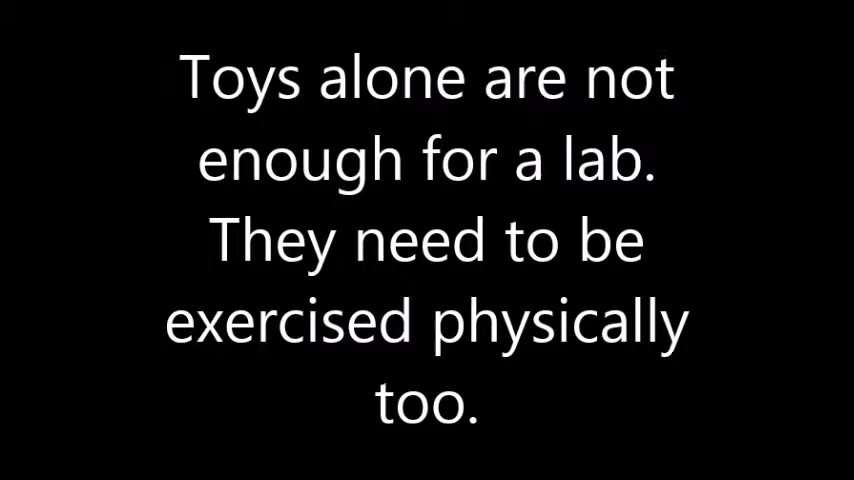 Toys alone are not
enough for a lab.
They need to be
exercised physically
too.